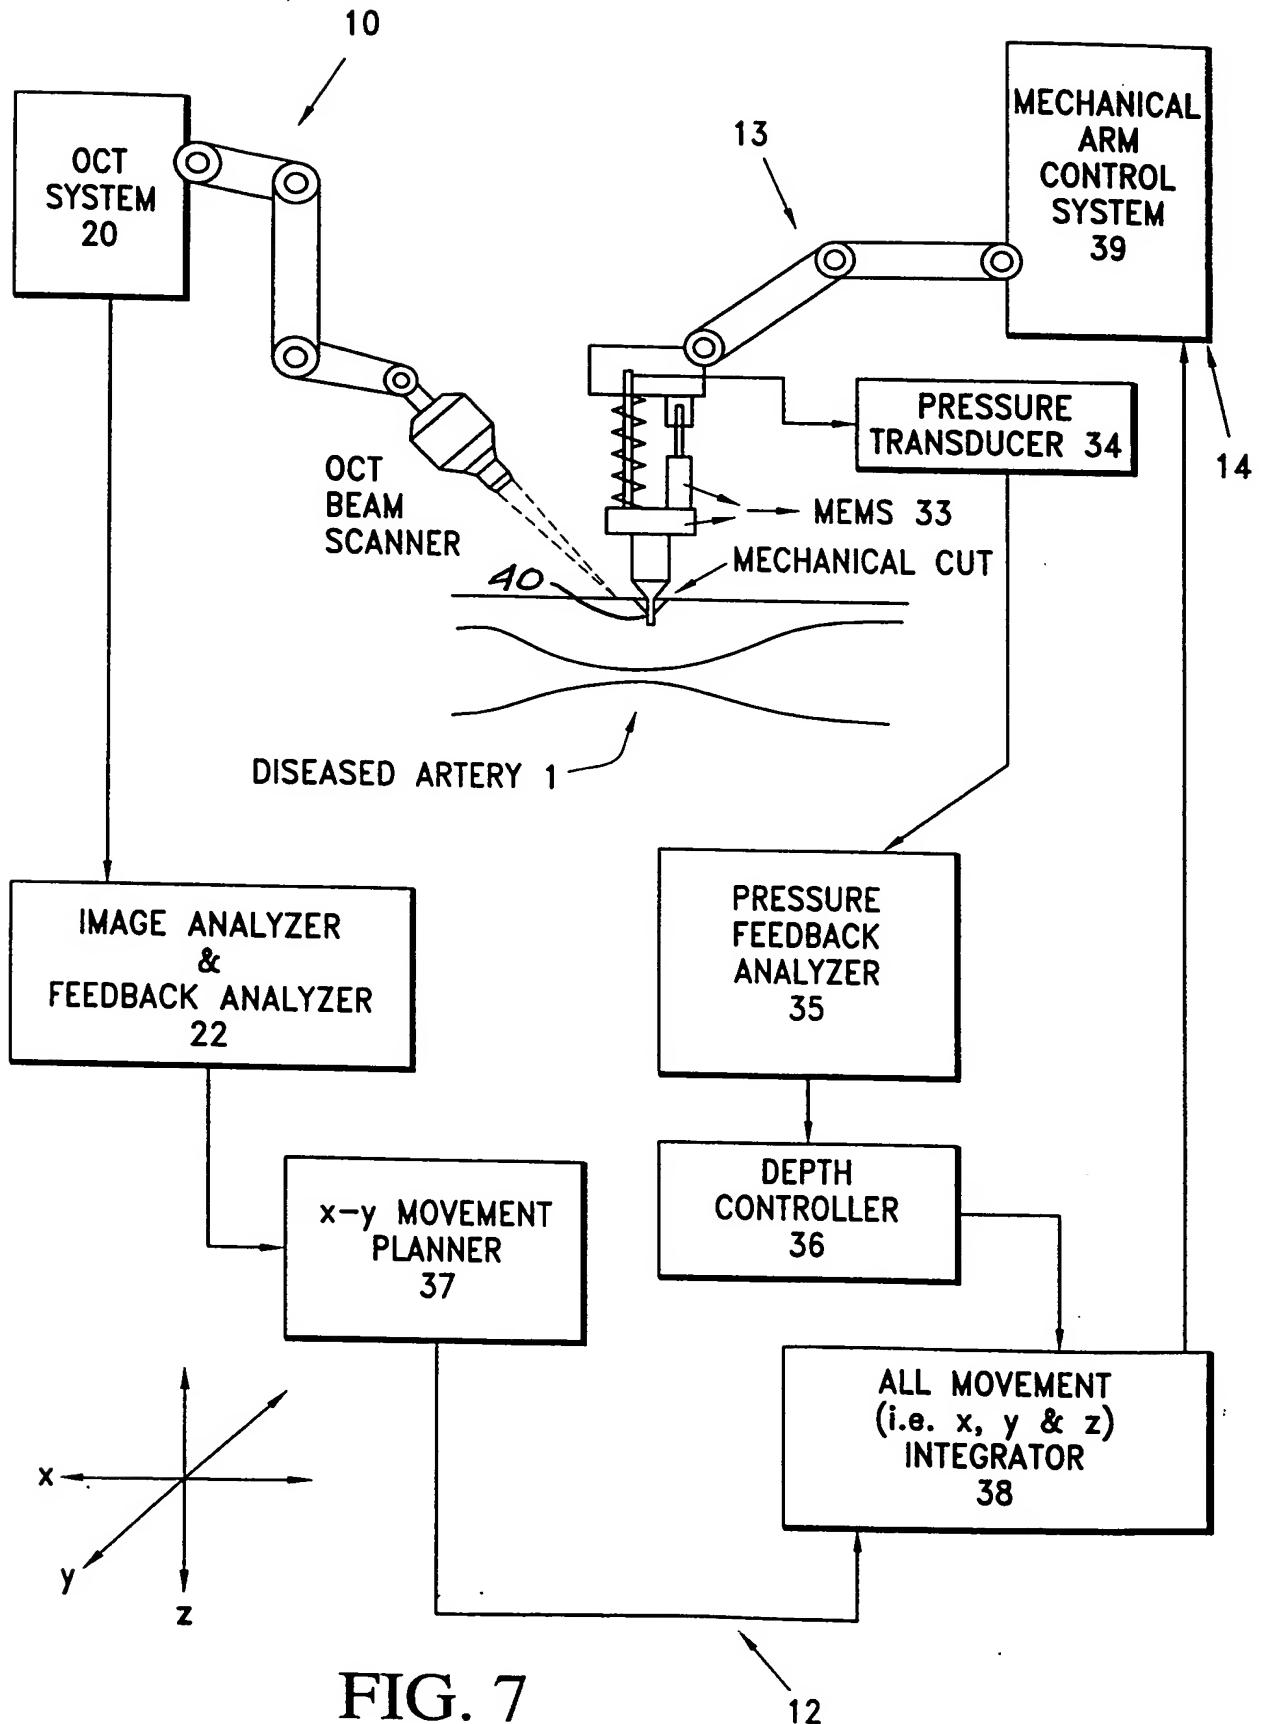 10
OCT
SYSTEM
20
13
MECHANICAL
ARM
CONTROL
SYSTEM
39
14
PRESSURE
TRANSDUCER 34
OCT
BEAM
SCANNER
MEMS 33
MECHANICAL CUT
40
DISEASED ARTERY 1
IMAGE ANALYZER
&
FEEDBACK ANALYZER
22
PRESSURE
FEEDBACK
ANALYZER
35
x-y MOVEMENT
PLANNER
37
DEPTH
CONTROLLER
36
ALL MOVEMENT
(i.e. x, y & z)
INTEGRATOR
38
x
y
z
12
FIG. 7